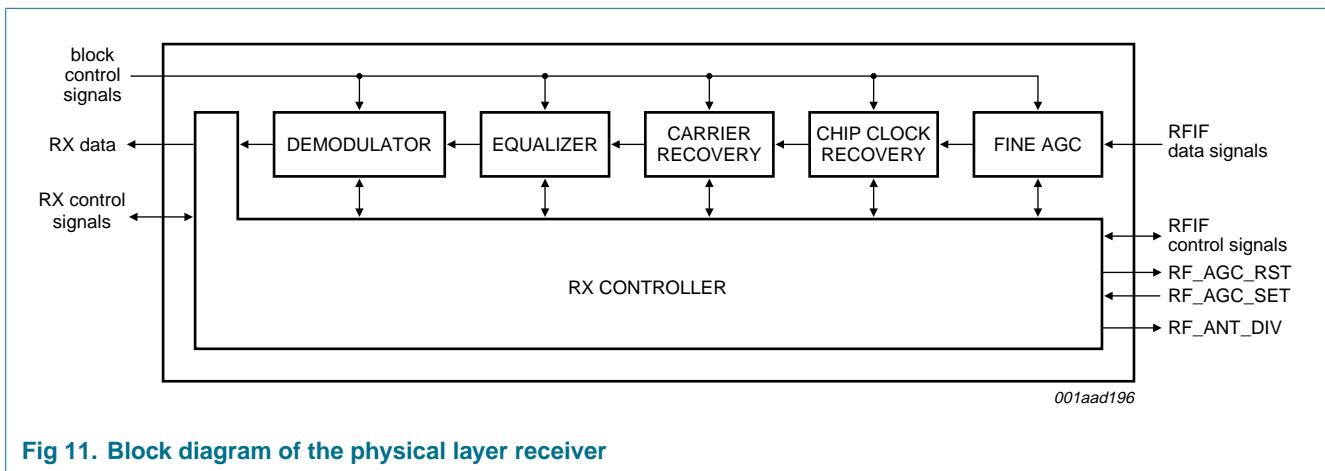 block
control
signals
RX data
RX control
signals
DEMODULATOR
EQUALIZER
CARRIER
RECOVERY
CHIP CLOCK
RECOVERY
FINE AGC
RX CONTROLLER
RFIF
data signals
RFIF
control signals
RF_AGC_RST
RF_AGC_SET
RF_ANT_DIV
001aad196
Fig 11. Block diagram of the physical layer receiver